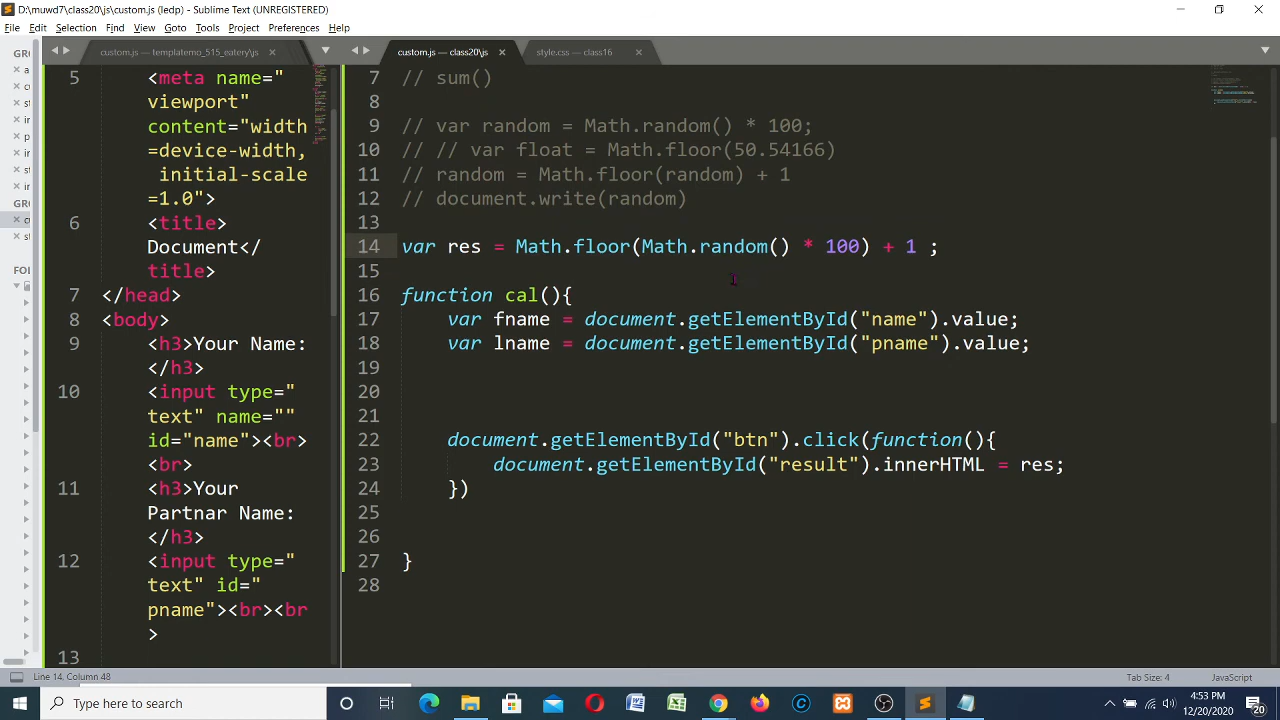 D:\muwd7\class20\js\custom.js (ledp) - Sublime Text (UNREGISTERED)
File Edit Selection Find View Goto Tools Project Preferences Help
custom.js — templatemo_515_eatery\js
custom.js — class20\js
style.css — class16
5 <meta name="
viewport"
content="width
=device-width,
initial-scale
=1.0">
6 <title>
Document</
title>
7 </head>
8 <body>
9 <h3>Your Name:
</h3>
10 <input type="
text" name=""
id="name"><br>
<br>
11 <h3>Your
Partnar Name:
</h3>
12 <input type="
text" id="
pname"><br><br
>
13
7 // sum()
8
9 // var random = Math.random() * 100;
10 // // var float = Math.floor(50.54166)
11 // random = Math.floor(random) + 1
12 // document.write(random)
13
14 var res = Math.floor(Math.random() * 100) + 1 ;
15
16 function cal(){
17 var fname = document.getElementById("name").value;
18 var lname = document.getElementById("pname").value;
19
20
21
22 document.getElementById("btn").click(function(){
23 document.getElementById("result").innerHTML = res;
24 })
25
26
27 }
28
Line 14, Column 48
Tab Size: 4
JavaScript
Type here to search
4:53 PM
12/20/2020
20